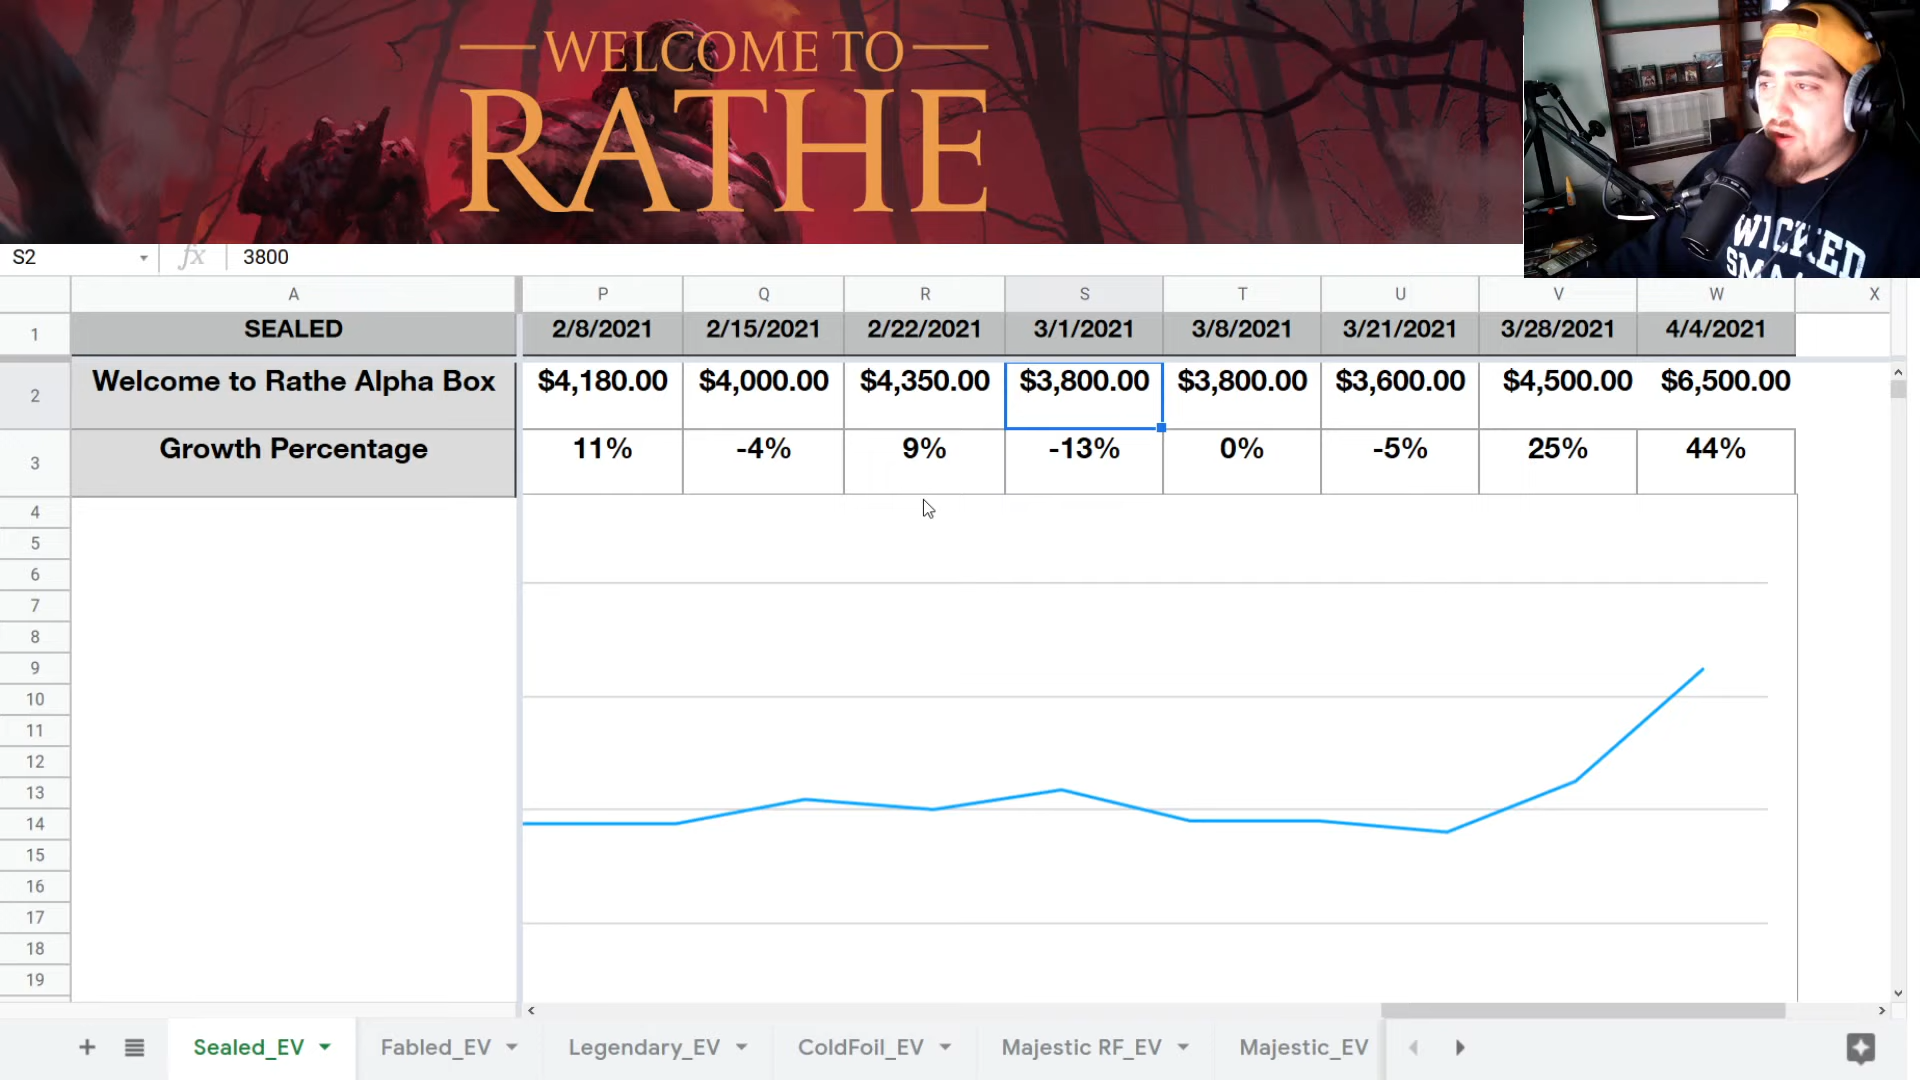 WELCOME TO
RATHE
WICKED
S2 fx 3800
A P Q R S T U V W X
1 SEALED 2/8/2021 2/15/2021 2/22/2021 3/1/2021 3/8/2021 3/21/2021 3/28/2021 4/4/2021
2 Welcome to Rathe Alpha Box $4,180.00 $4,000.00 $4,350.00 $3,800.00 $3,800.00 $3,600.00 $4,500.00 $6,500.00
3 Growth Percentage 11% -4% 9% -13% 0% -5% 25% 44%
4
5
6
7
8
9
10
11
12
13
14
15
16
17
18
19
Sealed_EV Fabled_EV Legendary_EV ColdFoil_EV Majestic RF_EV Majestic_EV